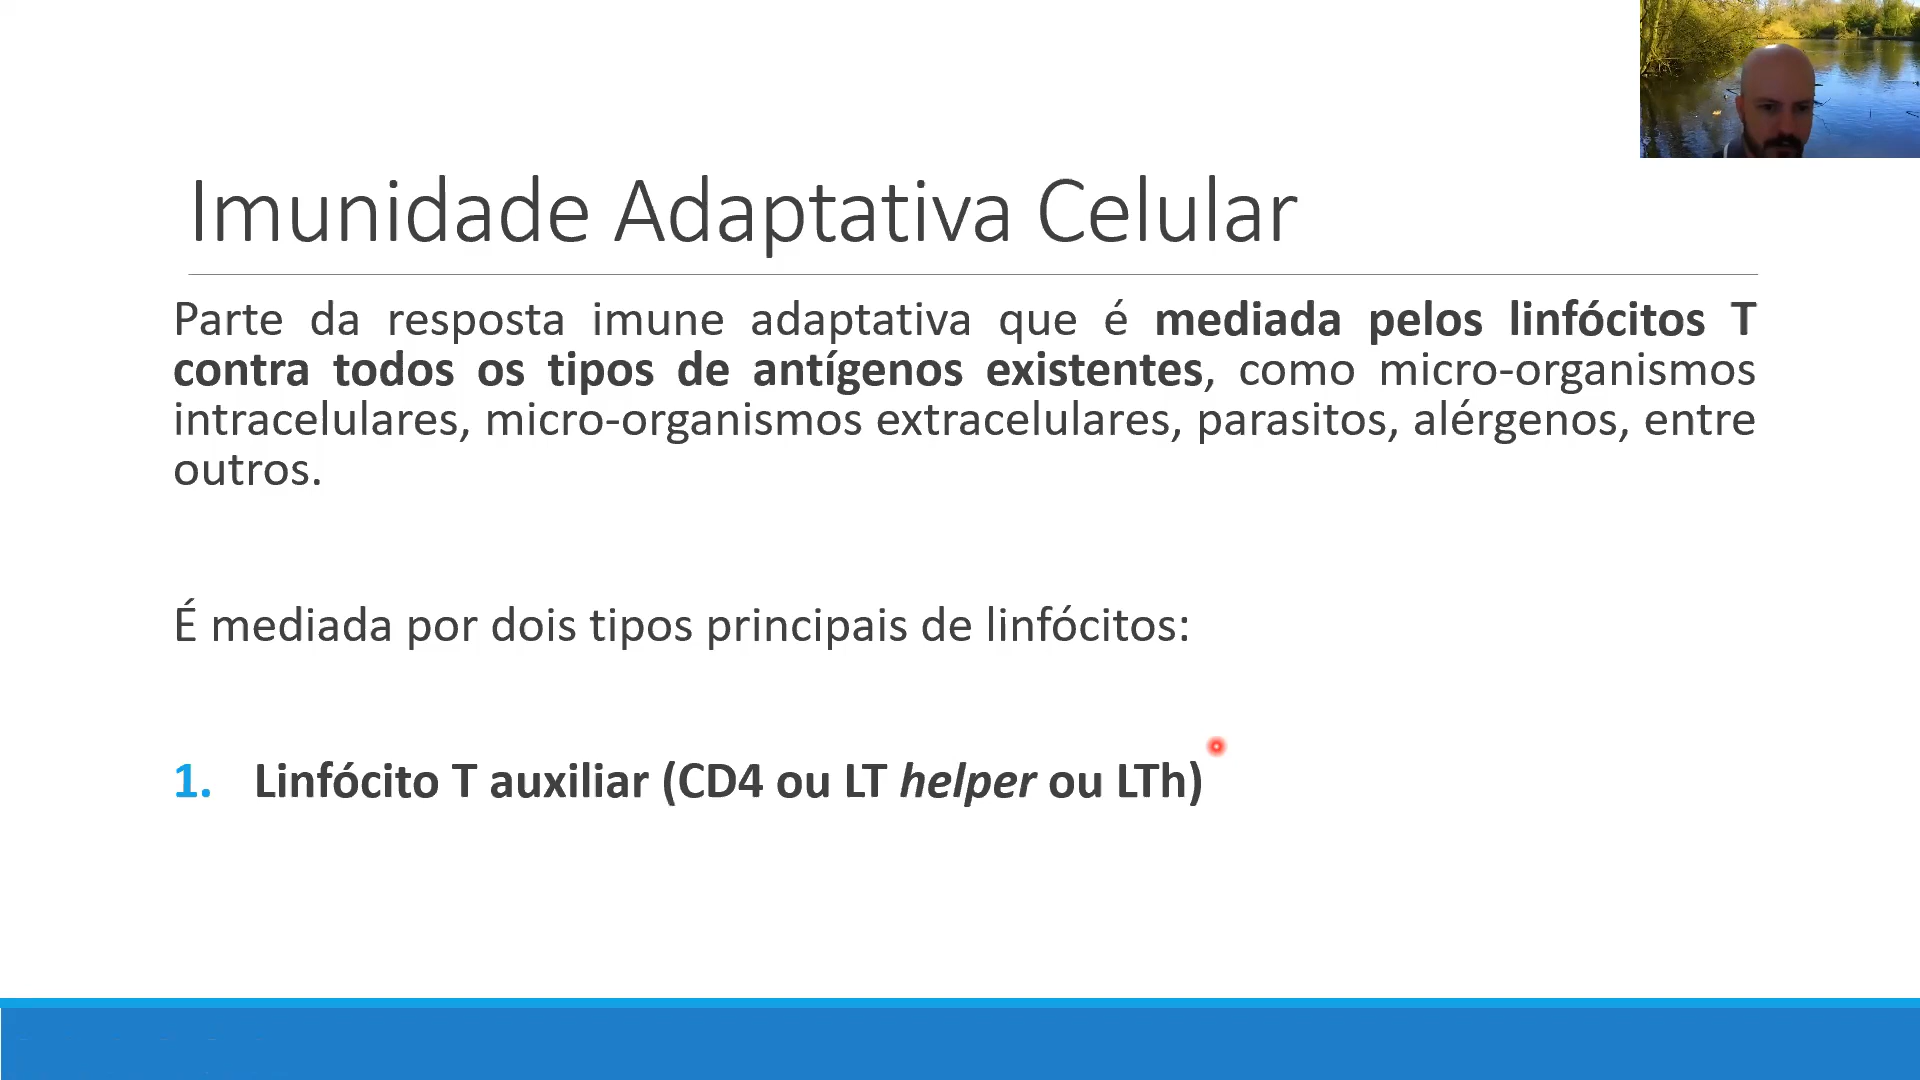 Imunidade Adaptativa Celular
Parte da resposta imune adaptativa que é mediada pelos linfócitos T
contra todos os tipos de antígenos existentes, como micro-organismos
intracelulares, micro-organismos extracelulares, parasitos, alérgenos, entre
outros.
É mediada por dois tipos principais de linfócitos:
1. Linfócito T auxiliar (CD4 ou LT helper ou LTh)